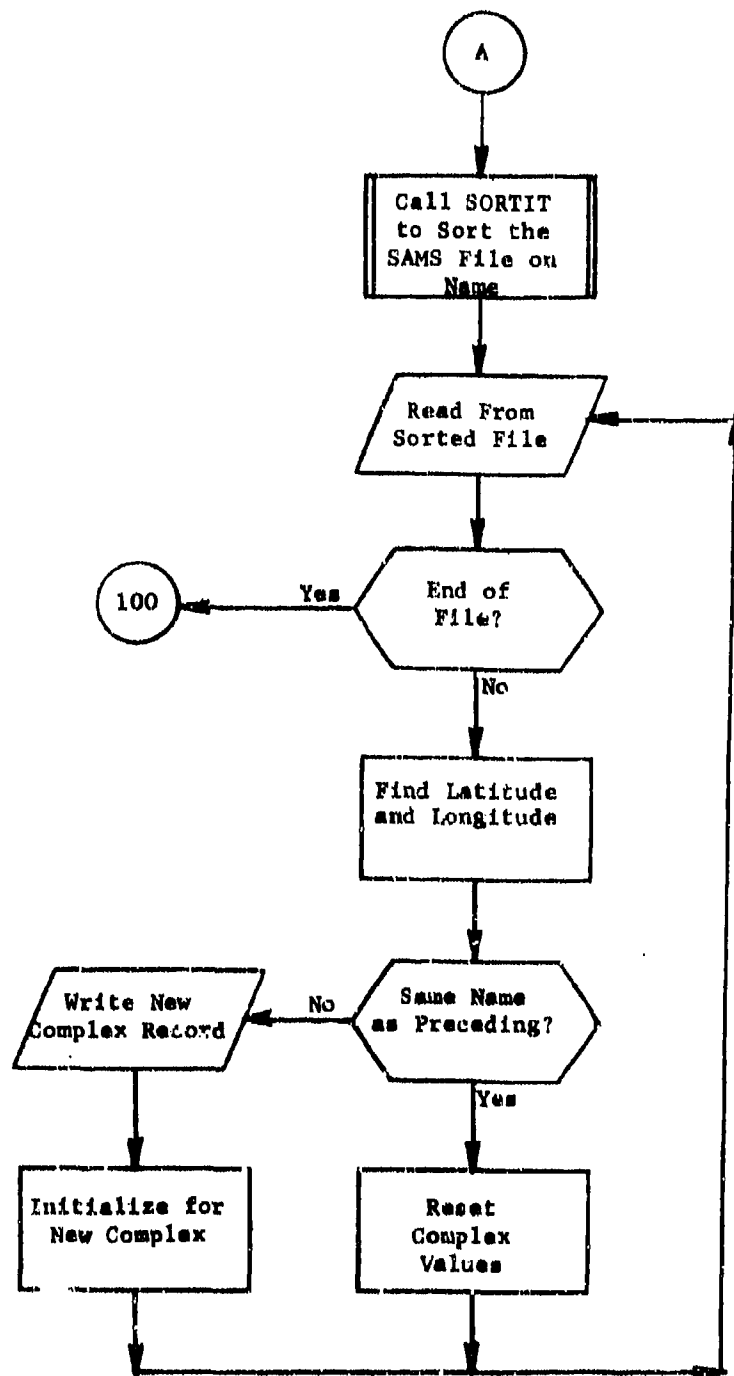 A
Call SORTIT
to Sort the
SAMS File on
Name
Read From
Sorted File
End of
File?
Yes
100
No
Find Latitude
and Longitude
Same Name
as Preceding?
No
Write New
Complex Record
Yes
Initialize for
New Complex
Reset
Complex
Values